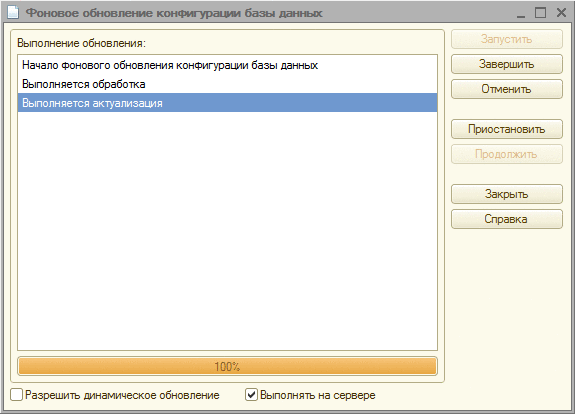 Фоновое обновление конфигурации базы данных
Выполнение обновления:
Начало фонового обновления конфигурации базы данных
Выполняется обработка
Выполняется актуализация
100%
Разрешить динамическое обновление
Выполнять на сервере
Запустить
Завершить
Отменить
Приостановить
Продолжить
Закрыть
Справка